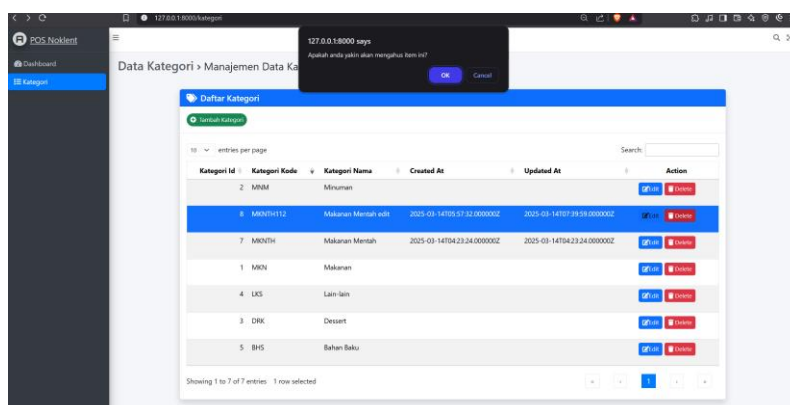 127.0.0.1:8000/kategori
POS Noklent
127.0.0.1:8000 says
Apakah anda yakin akan mengahus item ini?
OK Cancel
Dashboard
Kategori
Data Kategori > Manajemen Data Ka
Daftar Kategori
Tambah Kategori
10 entries per page
Search:
Kategori Id Kategori Kode Kategori Nama Created At Updated At Action
2 MNM Minuman Edit Delete
8 MKNTH112 Makanan Mentah edit 2025-03-14T05:57:32.000000Z 2025-03-14T07:39:59.000000Z Edit Delete
7 MKNTH Makanan Mentah 2025-03-14T04:23:24.000000Z 2025-03-14T04:23:24.000000Z Edit Delete
1 MKN Makanan Edit Delete
4 LKS Lain-lain Edit Delete
3 DRK Dessert Edit Delete
5 BHS Bahan Baku Edit Delete
Showing 1 to 7 of 7 entries 1 row selected
« ‹ 1 › »